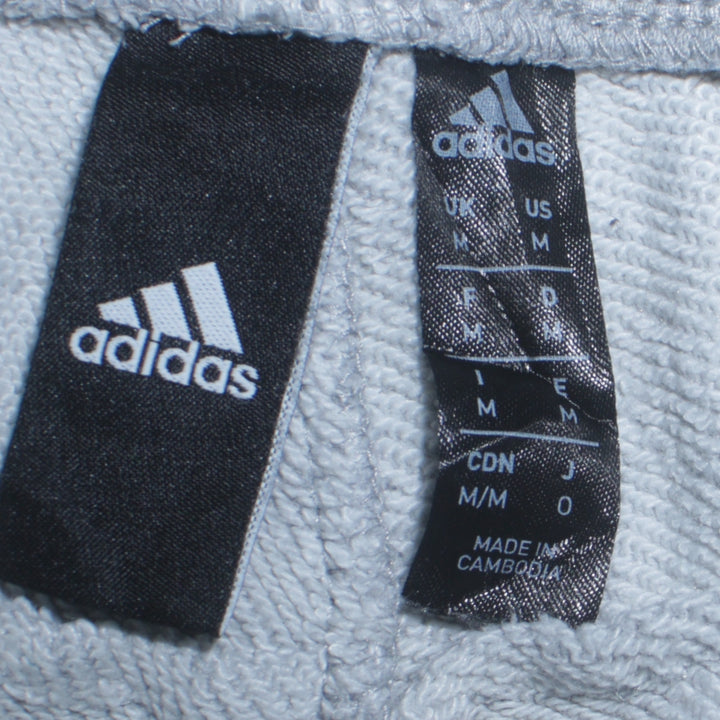 adidas
adidas
UK US
M M
F D
M M
I E
M M
CDN J
M/M O
MADE IN
CAMBODIA